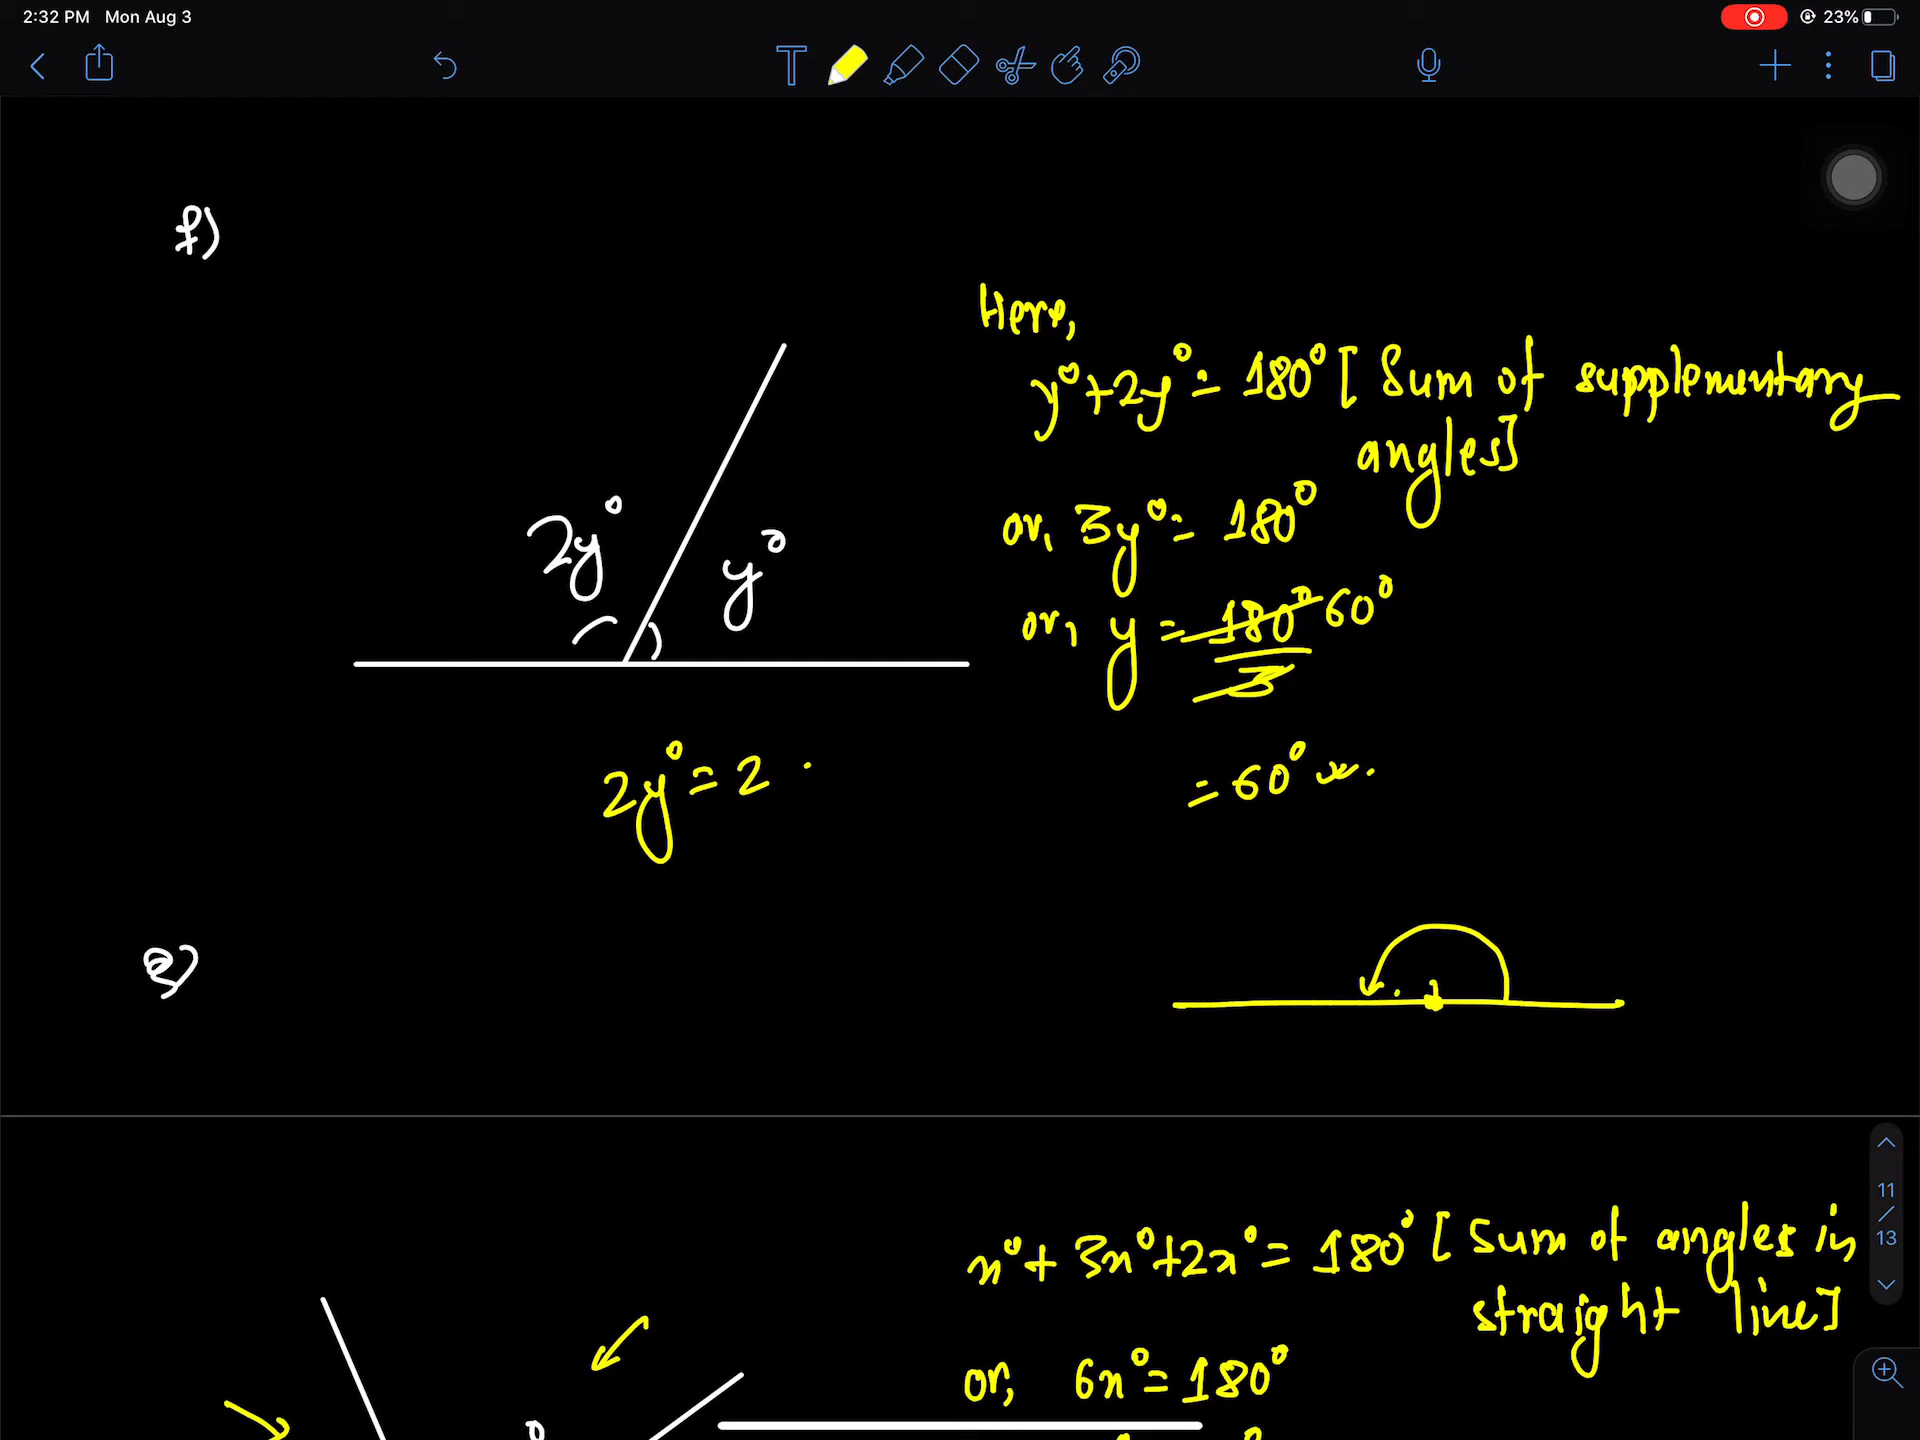 2:32 PM Mon Aug 3
23%
f)
Here,
y°+2y°= 180° [ Sum of supplementary
angles]
or, 3y°= 180°
2y° y°
or, y = 180° 60°
3
2y°= 2 .
= 60°
g)
11
/
13
x°+ 3x°+2x°= 180° [ Sum of angles in
straight line]
or, 6x°= 180°